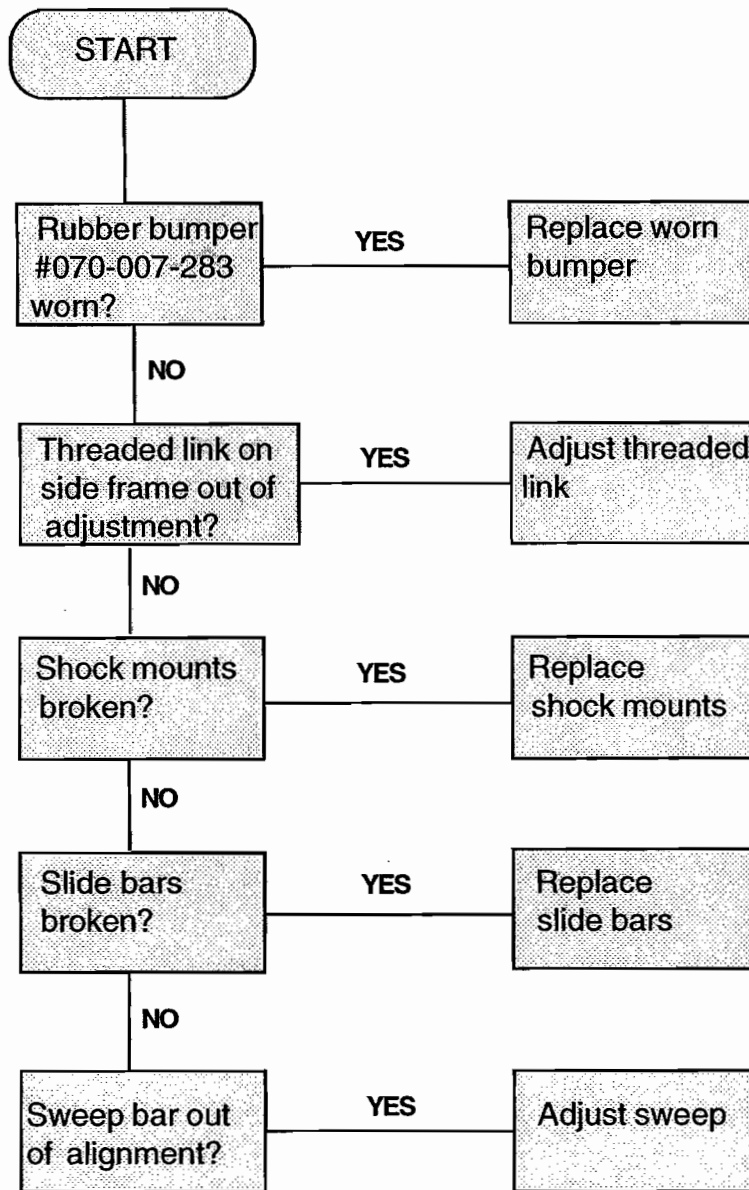 START
Rubber bumper
#070-007-283
worn?
YES
Replace worn
bumper
NO
Threaded link on
side frame out of
adjustment?
YES
Adjust threaded
link
NO
Shock mounts
broken?
YES
Replace
shock mounts
NO
Slide bars
broken?
YES
Replace
slide bars
NO
Sweep bar out
of alignment?
YES
Adjust sweep